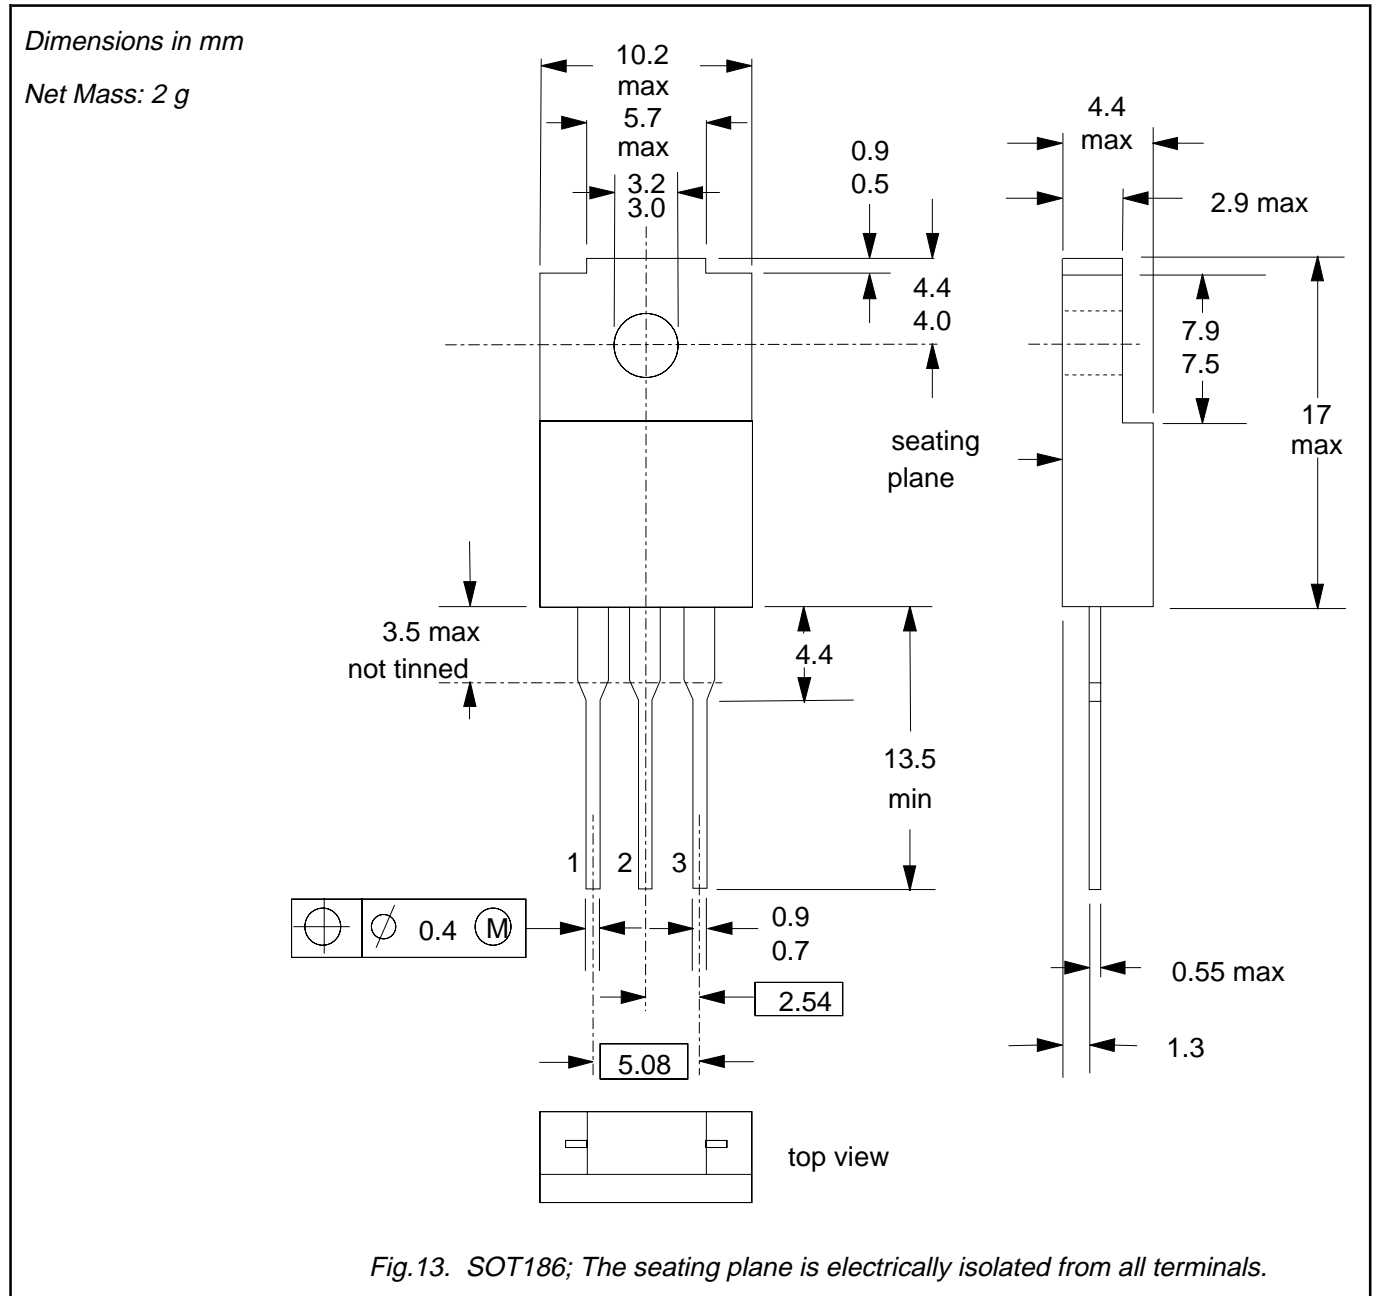 Dimensions in mm
Net Mass: 2 g
10.2
max
5.7
max
3.2
3.0
0.9
0.5
4.4
4.0
4.4
max
2.9 max
7.9
7.5
17
max
seating
plane
3.5 max
not tinned
4.4
13.5
min
1 2 3
0.4 M
0.9
0.7
2.54
5.08
0.55 max
1.3
top view
Fig.13. SOT186; The seating plane is electrically isolated from all terminals.